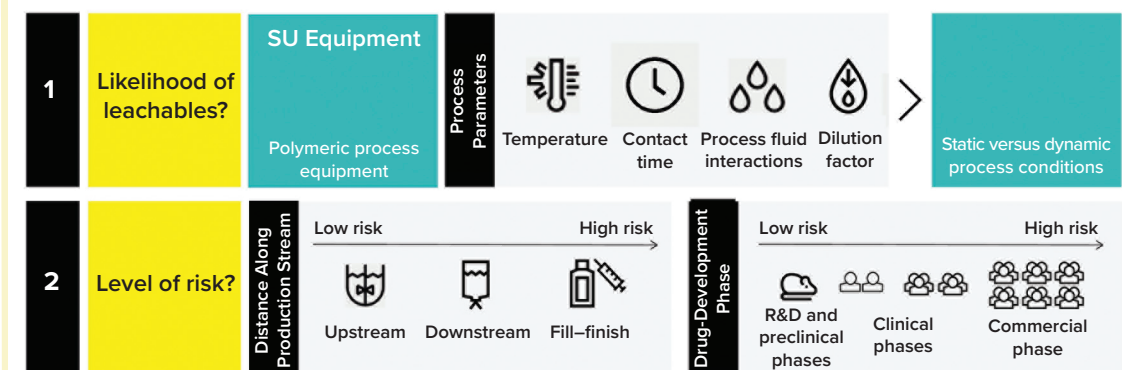 1
Likelihood of
leachables?
SU Equipment
Polymeric process
equipment
Process
Parameters
Temperature
Contact
time
Process fluid
interactions
Dilution
factor
Static versus dynamic
process conditions
2
Level of risk?
Distance Along
Production Stream
Low risk
High risk
Upstream
Downstream
Fill–finish
Drug-Development
Phase
Low risk
High risk
R&D and
preclinical
phases
Clinical
phases
Commercial
phase